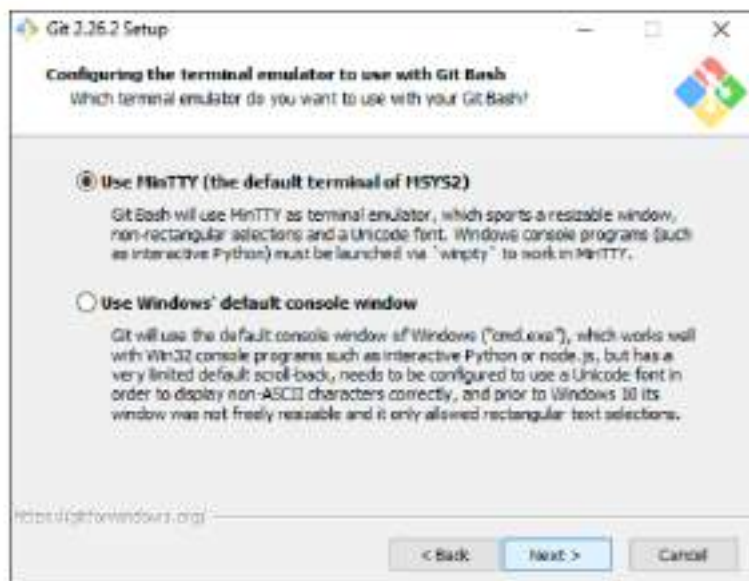 Git 2.26.2 Setup
Configuring the terminal emulator to use with Git Bash
Which terminal emulator do you want to use with your Git Bash?
Use MinTTY (the default terminal of MSYS2)
Git Bash will use MinTTY as terminal emulator, which sports a resizable window,
non-rectangular selections and a Unicode font. Windows console programs (such
as interactive Python) must be launched via `winpty` to work in MinTTY.
Use Windows' default console window
Git will use the default console window of Windows ("cmd.exe"), which works well
with Win32 console programs such as interactive Python or node.js, but has a
very limited default scroll-back, needs to be configured to use a Unicode font in
order to display non-ASCII characters correctly, and prior to Windows 10 its
window was not freely resizable and it only allowed rectangular text selections.
https://gitforwindows.org/
< Back
Next >
Cancel